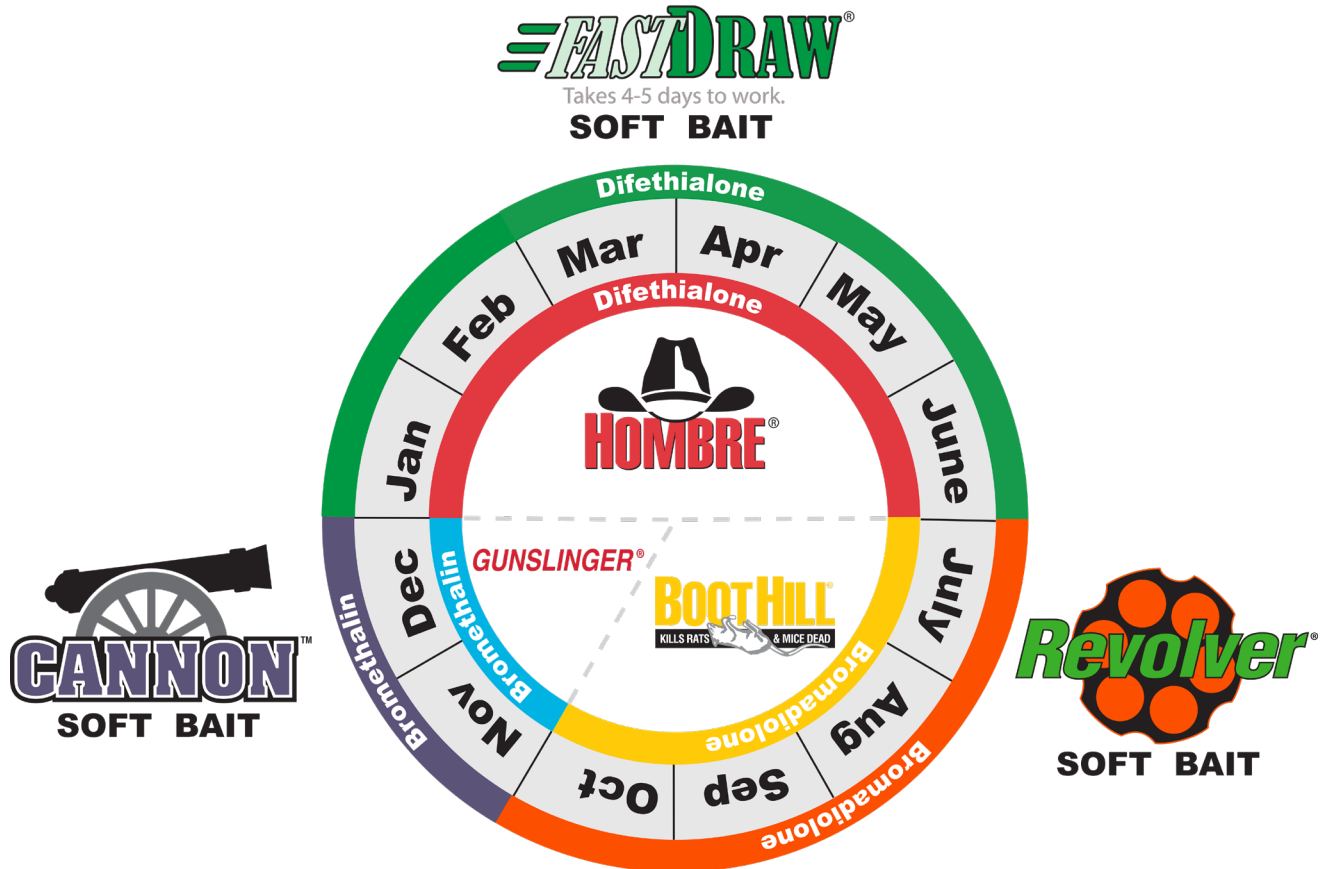 FASTDRAW®
Takes 4-5 days to work.
SOFT BAIT
Difethialone
Mar
Apr
May
June
July
Aug
Sep
Oct
Nov
Dec
Jan
Feb
Difethialone
HOMBRE®
GUNSLINGER®
Bromethalin
BOOT HILL®
KILLS RATS & MICE DEAD
Bromadiolone
Bromethalin
Bromadiolone
CANNON™
SOFT BAIT
Revolver®
SOFT BAIT